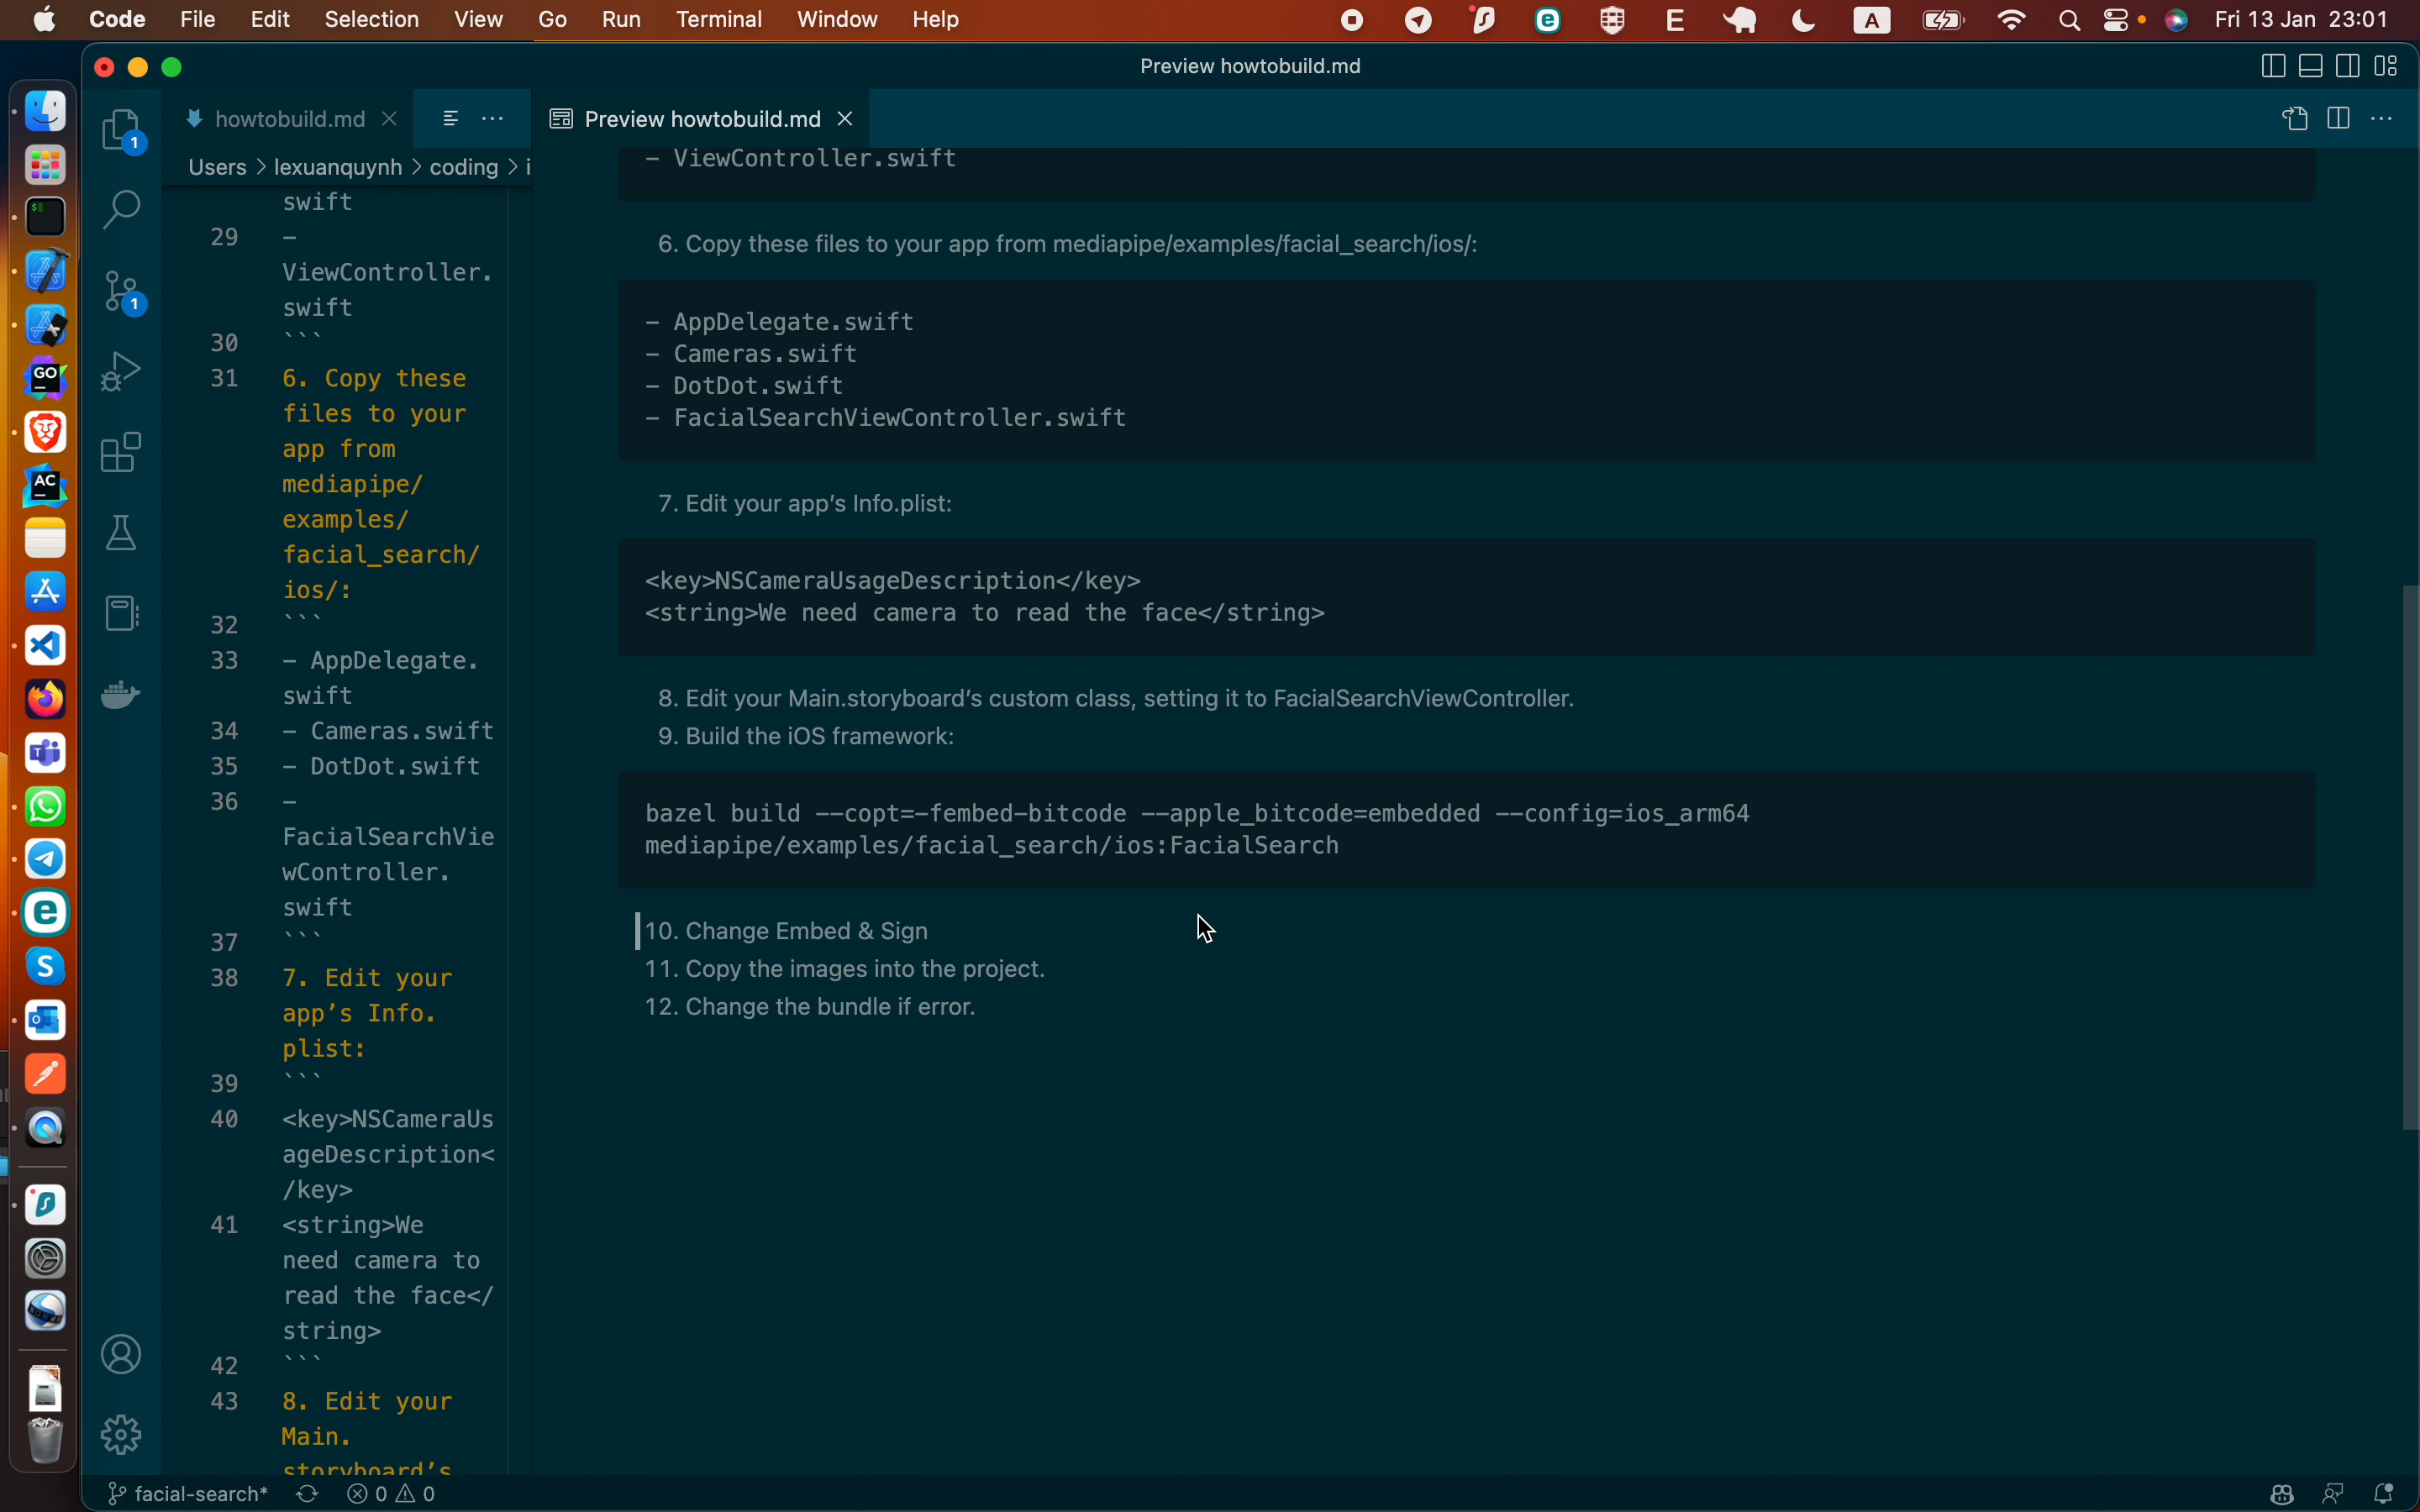 Code File Edit Selection View Go Run Terminal Window Help
E
A
Fri 13 Jan 23:01
Preview howtobuild.md
howtobuild.md
Preview howtobuild.md
Users > lexuanquynh > coding > i
1
1
swift
29 -
ViewController.
swift
30 ```
31 6. Copy these
files to your
app from
mediapipe/
examples/
facial_search/
ios/:
32 ```
33 - AppDelegate.
swift
34 - Cameras.swift
35 - DotDot.swift
36 -
FacialSearchVie
wController.
swift
37 ```
38 7. Edit your
app’s Info.
plist:
39 ```
40 <key>NSCameraUs
ageDescription<
/key>
41 <string>We
need camera to
read the face</
string>
42 ```
43 8. Edit your
Main.
storyboard’s
- ViewController.swift
6. Copy these files to your app from mediapipe/examples/facial_search/ios/:
- AppDelegate.swift
- Cameras.swift
- DotDot.swift
- FacialSearchViewController.swift
7. Edit your app’s Info.plist:
<key>NSCameraUsageDescription</key>
<string>We need camera to read the face</string>
8. Edit your Main.storyboard’s custom class, setting it to FacialSearchViewController.
9. Build the iOS framework:
bazel build --copt=-fembed-bitcode --apple_bitcode=embedded --config=ios_arm64
mediapipe/examples/facial_search/ios:FacialSearch
10. Change Embed & Sign
11. Copy the images into the project.
12. Change the bundle if error.
GO
AC
facial-search* 0 0